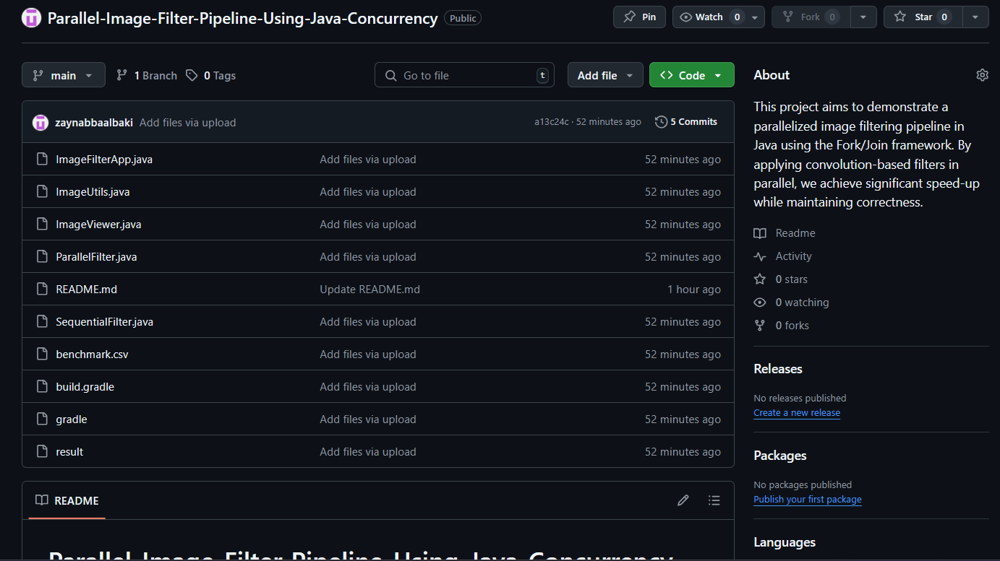 Parallel-Image-Filter-Pipeline-Using-Java-Concurrency Public Pin Watch 0 Fork 0 Star 0
main 1 Branch 0 Tags Go to file t Add file Code
zaynabbaalbaki Add files via upload a13c24c · 52 minutes ago 5 Commits
ImageFilterApp.java Add files via upload 52 minutes ago
ImageUtils.java Add files via upload 52 minutes ago
ImageViewer.java Add files via upload 52 minutes ago
ParallelFilter.java Add files via upload 52 minutes ago
README.md Update README.md 1 hour ago
SequentialFilter.java Add files via upload 52 minutes ago
benchmark.csv Add files via upload 52 minutes ago
build.gradle Add files via upload 52 minutes ago
gradle Add files via upload 52 minutes ago
result Add files via upload 52 minutes ago
README
Parallel-Image-Filter-Pipeline-Using-Java-Concurrency
About
This project aims to demonstrate a
parallelized image filtering pipeline in
Java using the Fork/Join framework. By
applying convolution-based filters in
parallel, we achieve significant speed-up
while maintaining correctness.
Readme
Activity
0 stars
0 watching
0 forks
Releases
No releases published
Create a new release
Packages
No packages published
Publish your first package
Languages